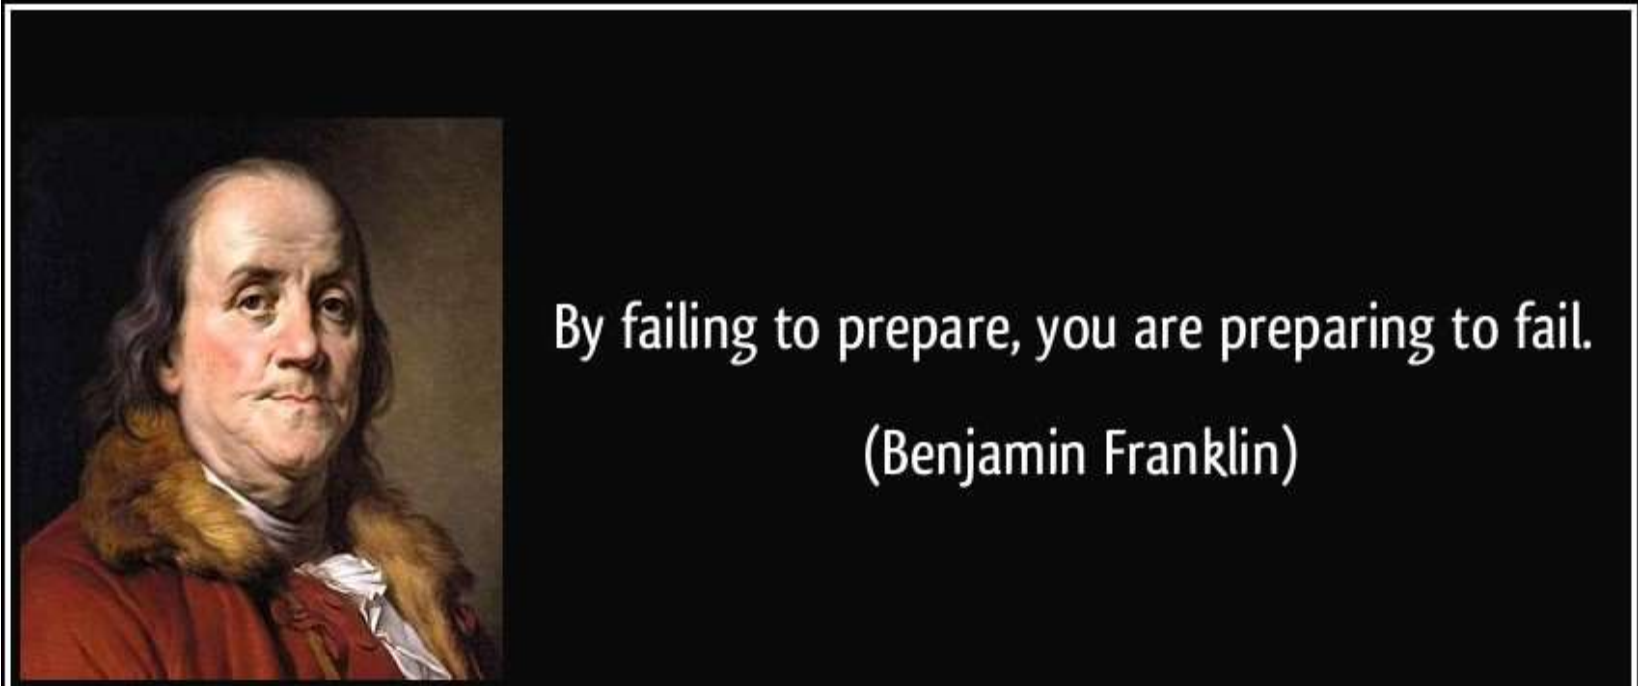 By failing to prepare, you are preparing to fail.
(Benjamin Franklin)